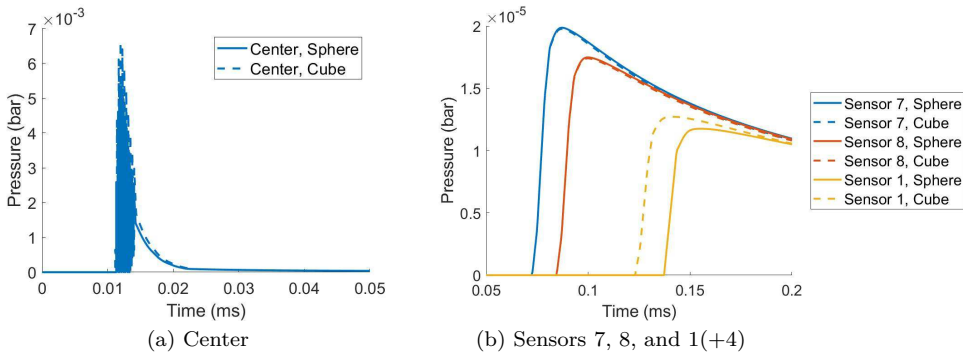 ×10⁻³
7
6
5
4
3
2
1
0
Pressure (bar)
Center, Sphere
Center, Cube
0 0.01 0.02 0.03 0.04 0.05
Time (ms)
(a) Center
×10⁻⁵
2
1.5
1
0.5
0
Pressure (bar)
0.05 0.1 0.15 0.2
Time (ms)
Sensor 7, Sphere
Sensor 7, Cube
Sensor 8, Sphere
Sensor 8, Cube
Sensor 1, Sphere
Sensor 1, Cube
(b) Sensors 7, 8, and 1(+4)